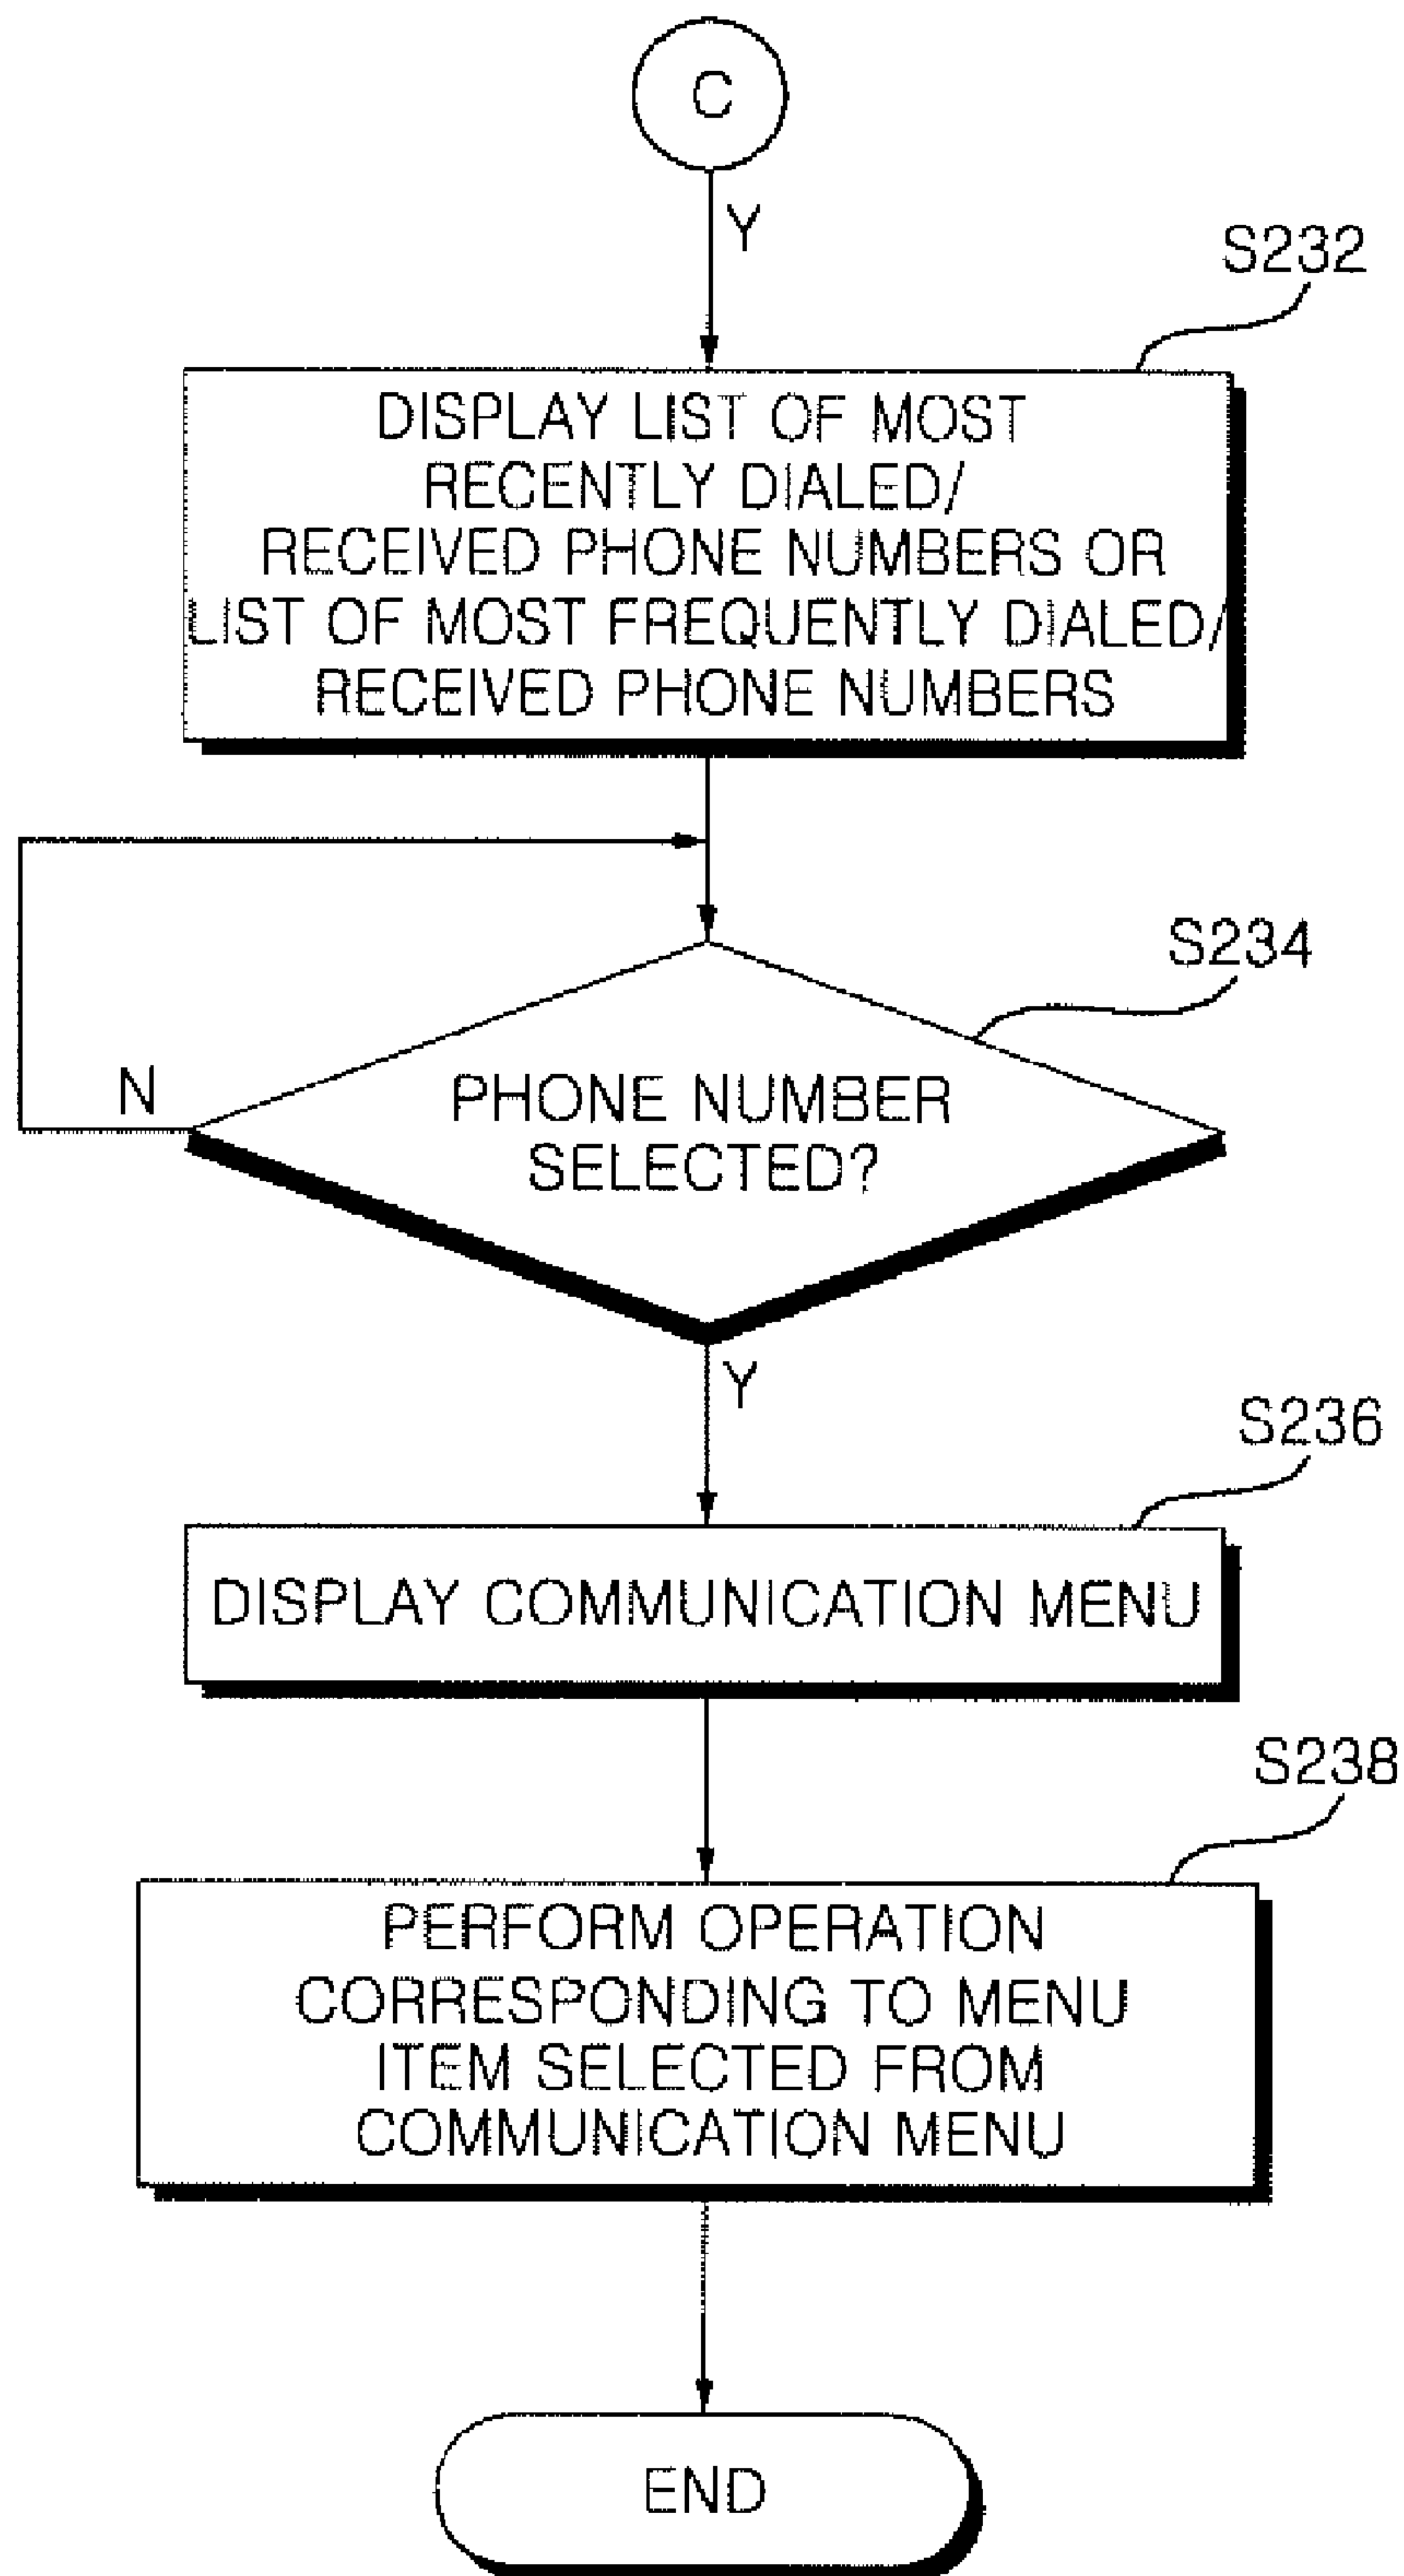 C
Y
S232
DISPLAY LIST OF MOST
RECENTLY DIALED/
RECEIVED PHONE NUMBERS OR
LIST OF MOST FREQUENTLY DIALED/
RECEIVED PHONE NUMBERS
S234
N
PHONE NUMBER
SELECTED?
Y
S236
DISPLAY COMMUNICATION MENU
S238
PERFORM OPERATION
CORRESPONDING TO MENU
ITEM SELECTED FROM
COMMUNICATION MENU
END